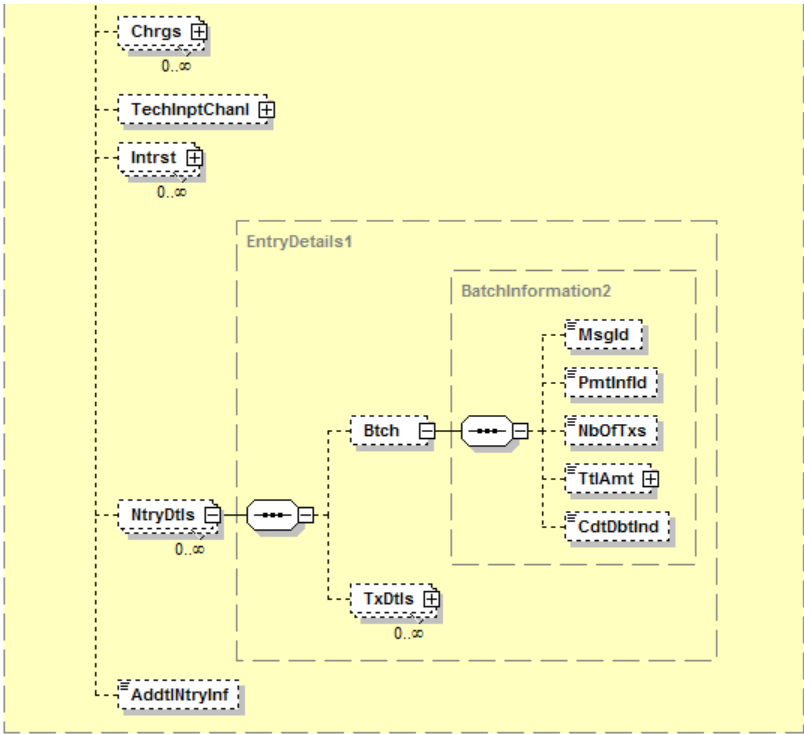 Chrgs
0..∞
TechInptChanl
Intrst
0..∞
EntryDetails1
BatchInformation2
MsgId
PmtInfId
Btch
NbOfTxs
TtlAmt
NtryDtls
CdtDbtInd
0..∞
TxDtls
0..∞
AddtlNtryInf